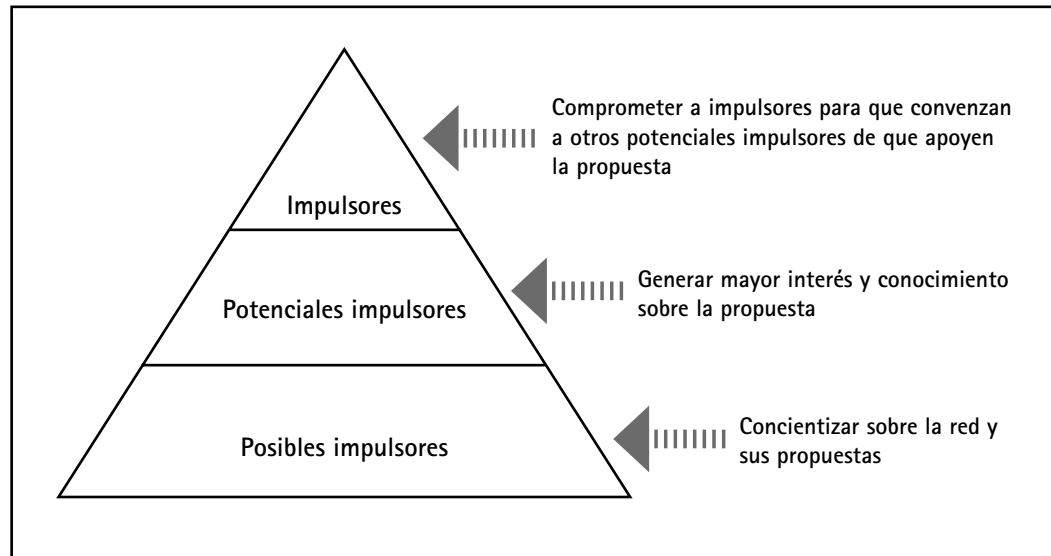 Comprometer a impulsores para que convenzan
a otros potenciales impulsores de que apoyen
la propuesta
Impulsores
Generar mayor interés y conocimiento
sobre la propuesta
Potenciales impulsores
Concientizar sobre la red y
sus propuestas
Posibles impulsores